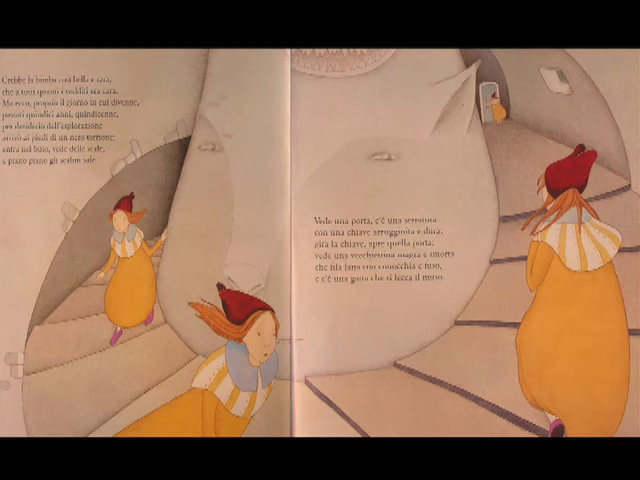 Crebbe la bimba così bella e cara,
che a tutti quanti i sudditi era cara.
Ma ecco, proprio il giorno in cui divenne,
passati quindici anni, quindicenne,
per desiderio dell'esplorazione
arrivò ai piedi di un nero torrione:
entra nel buio, vede delle scale,
e piano piano gli scalini sale.
Vede una porta, c'è una serratura
con una chiave arrugginita e dura:
gira la chiave, apre quella porta:
vede una vecchiettina magra e smorta
che fila lana con conocchia e fuso,
e c'è una gatta che si lecca il muso.